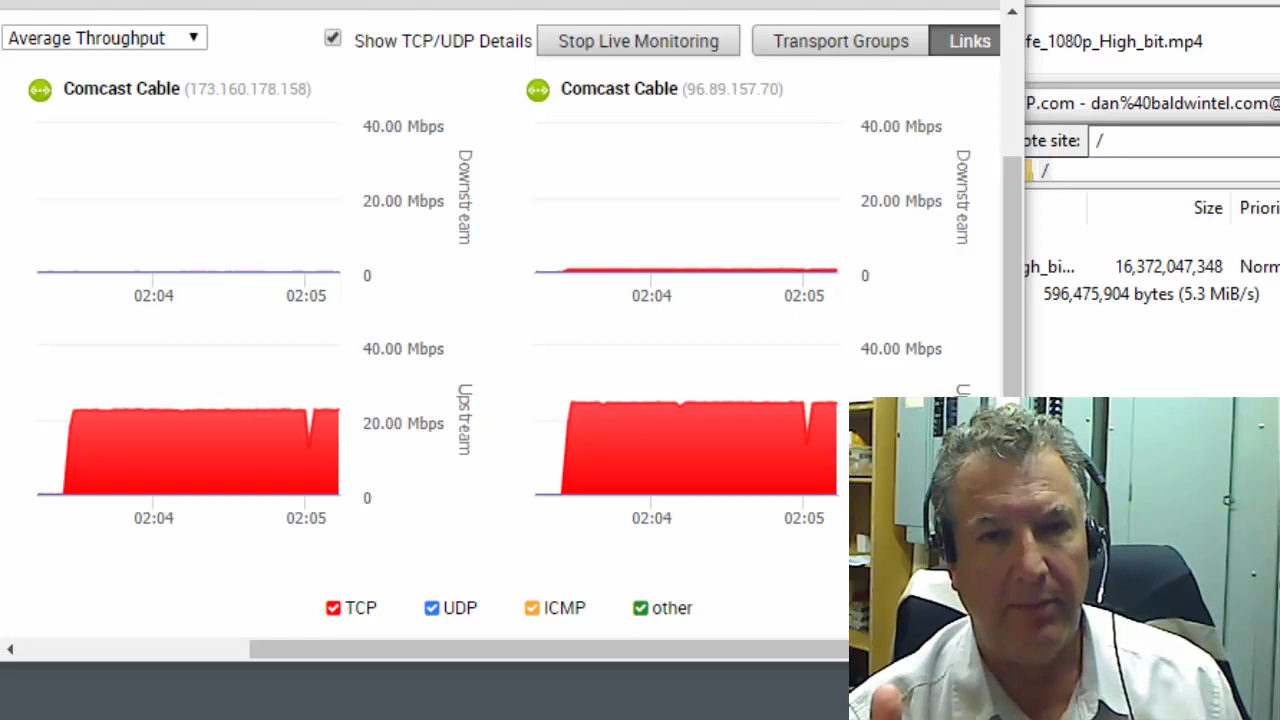 Average Throughput
Show TCP/UDP Details
Stop Live Monitoring
Transport Groups
Links
Comcast Cable (173.160.178.158)
40.00 Mbps
20.00 Mbps
0
Downstream
02:04 02:05
40.00 Mbps
20.00 Mbps
0
Upstream
02:04 02:05
Comcast Cable (96.89.157.70)
40.00 Mbps
20.00 Mbps
0
Downstream
02:04 02:05
40.00 Mbps
02:04 02:05
TCP UDP ICMP other
fe_1080p_High_bit.mp4
P.com - dan%40baldwintel.com@
ote site: /
/
Size Priori
gh_bi... 16,372,047,348 Norm
596,475,904 bytes (5.3 MiB/s)